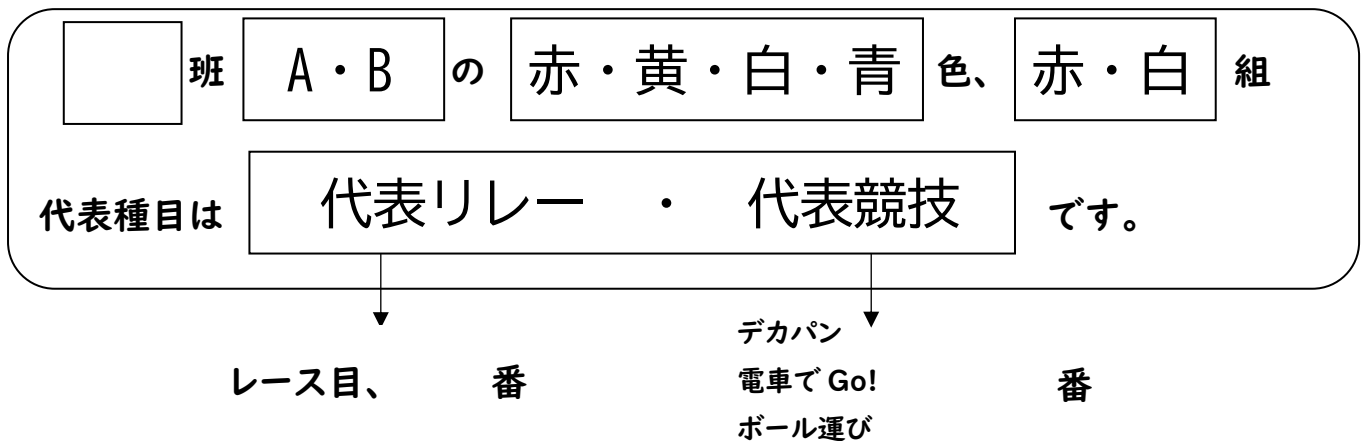 班 A・B の 赤・黄・白・青 色、 赤・白 組
代表種目は 代表リレー ・ 代表競技 です。
デカパン
レース目、 番 電車で Go! 番
ボール運び